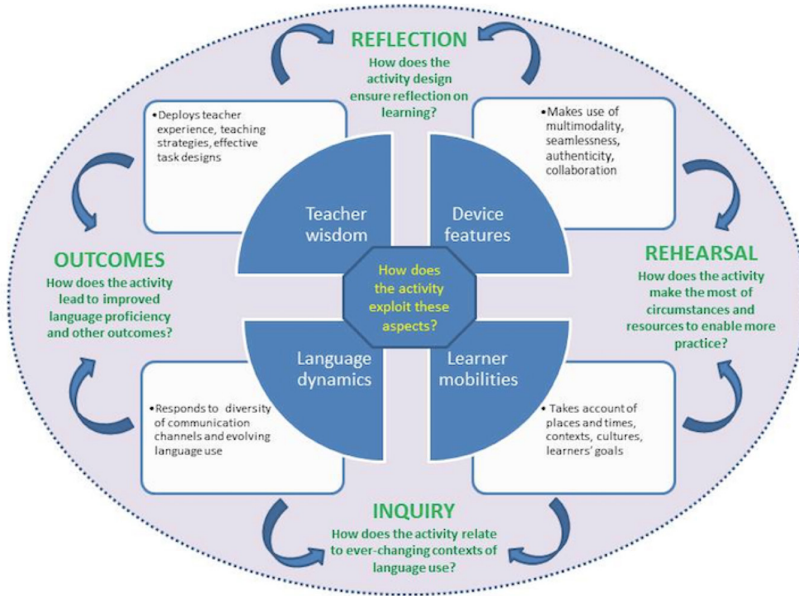 REFLECTION
How does the
activity design
ensure reflection on
learning?
•Deploys teacher
experience, teaching
strategies, effective
task designs
•Makes use of
multimodality,
seamlessness,
authenticity,
collaboration
Teacher
wisdom
Device
features
OUTCOMES
How does the activity
lead to improved
language proficiency
and other outcomes?
How does
the activity
exploit these
aspects?
REHEARSAL
How does the activity
make the most of
circumstances and
resources to enable more
practice?
Language
dynamics
Learner
mobilities
•Responds to diversity
of communication
channels and evolving
language use
•Takes account of
places and times,
contexts, cultures,
learners' goals
INQUIRY
How does the activity relate
to ever-changing contexts of
language use?